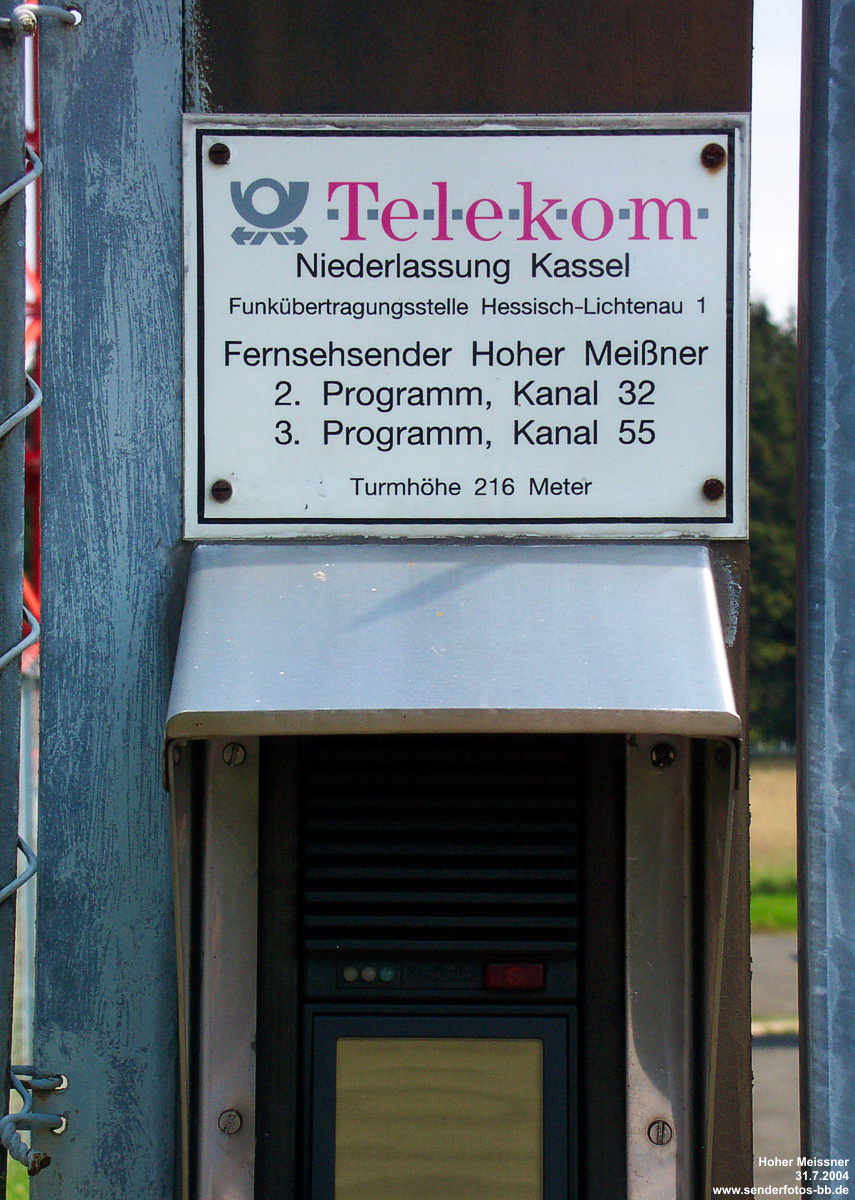 T·e·l·e·k·o·m·
Niederlassung Kassel
Funkübertragungsstelle Hessisch-Lichtenau 1
Fernsehsender Hoher Meißner
2. Programm, Kanal 32
3. Programm, Kanal 55
Turmhöhe 216 Meter
Hoher Meissner
31.7.2004
www.senderfotos-bb.de